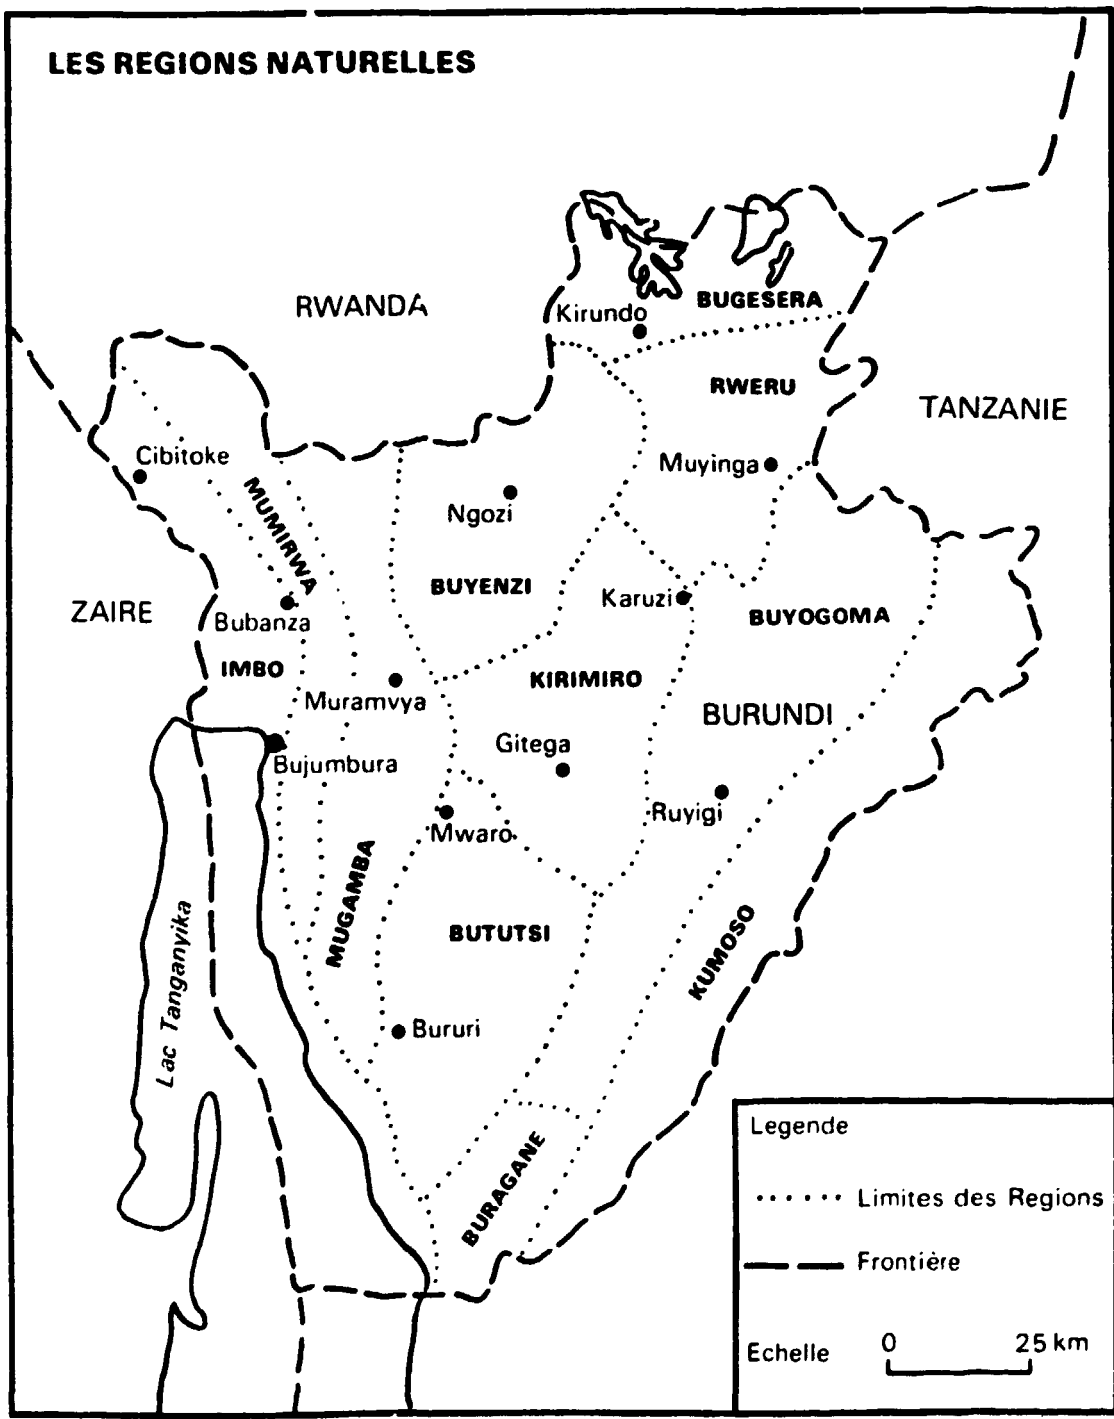 LES REGIONS NATURELLES
RWANDA
Kirundo
BUGESERA
RWERU
TANZANIE
Cibitoke
Muyinga
MUMIRWA
Ngozi
BUYENZI
Karuzi
ZAIRE
Bubanza
BUYOGOMA
IMBO
KIRIMIRO
Muramvya
BURUNDI
Gitega
Bujumbura
Ruyigi
Mwaro
MUGAMBA
BUTUTSI
KUMOSO
Lac Tanganyika
Bururi
BURAGANE
Legende
Limites des Regions
Frontière
Echelle 0 25 km